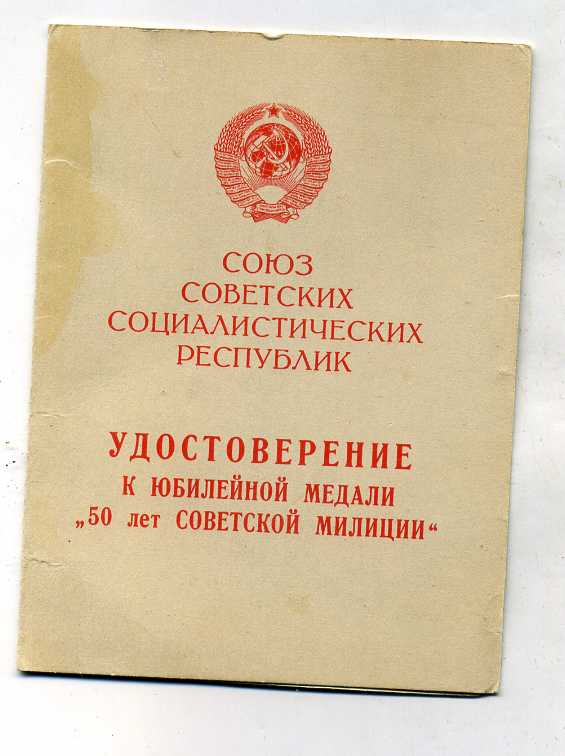 СОЮЗ
СОВЕТСКИХ
СОЦИАЛИСТИЧЕСКИХ
РЕСПУБЛИК
УДОСТОВЕРЕНИЕ
К ЮБИЛЕЙНОЙ МЕДАЛИ
„50 лет СОВЕТСКОЙ МИЛИЦИИ“